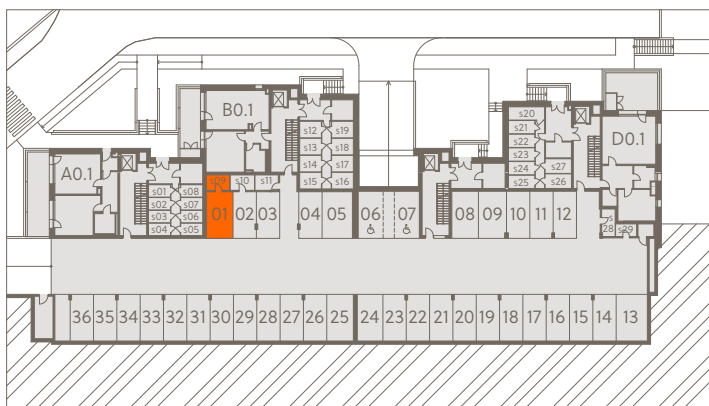 B0.1
s20
s12 s19
s21
D0.1
s13 s18
s22
s23
A0.1
s14 s17
s24 s27
s09 s10 s11 s15 s16
s25 s26
s01 s08
s02 s07
s03 s06
s04 s05
01 02 03 04 05 06 07 08 09 10 11 12
s28 s29
36 35 34 33 32 31 30 29 28 27 26 25 24 23 22 21 20 19 18 17 16 15 14 13